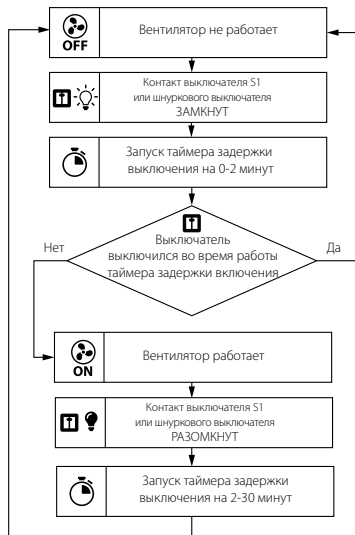 OFF
Вентилятор не работает
Контакт выключателя S1
или шнуркового выключателя
ЗАМКНУТ
Запуск таймера задержки
выключения на 0-2 минут
Нет
Да
Выключатель
выключился во время работы
таймера задержки включения
ON
Вентилятор работает
Контакт выключателя S1
или шнуркового выключателя
РАЗОМКНУТ
Запуск таймера задержки
выключения на 2-30 минут